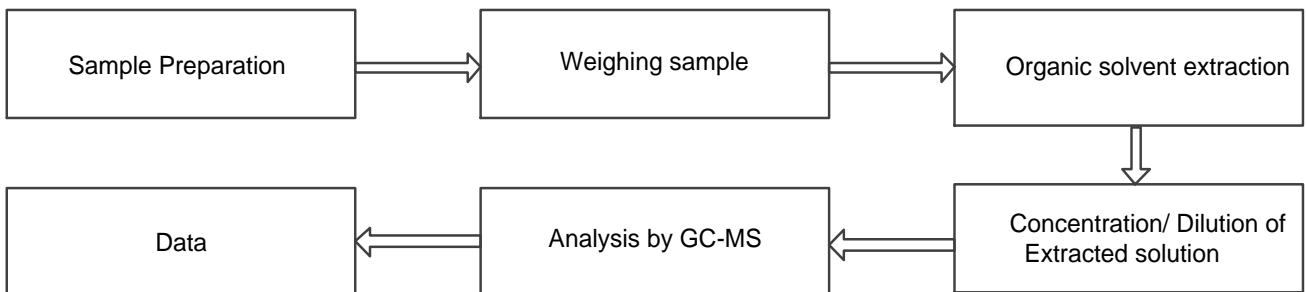 Sample Preparation
Weighing sample
Organic solvent extraction
Concentration/ Dilution of
Extracted solution
Analysis by GC-MS
Data